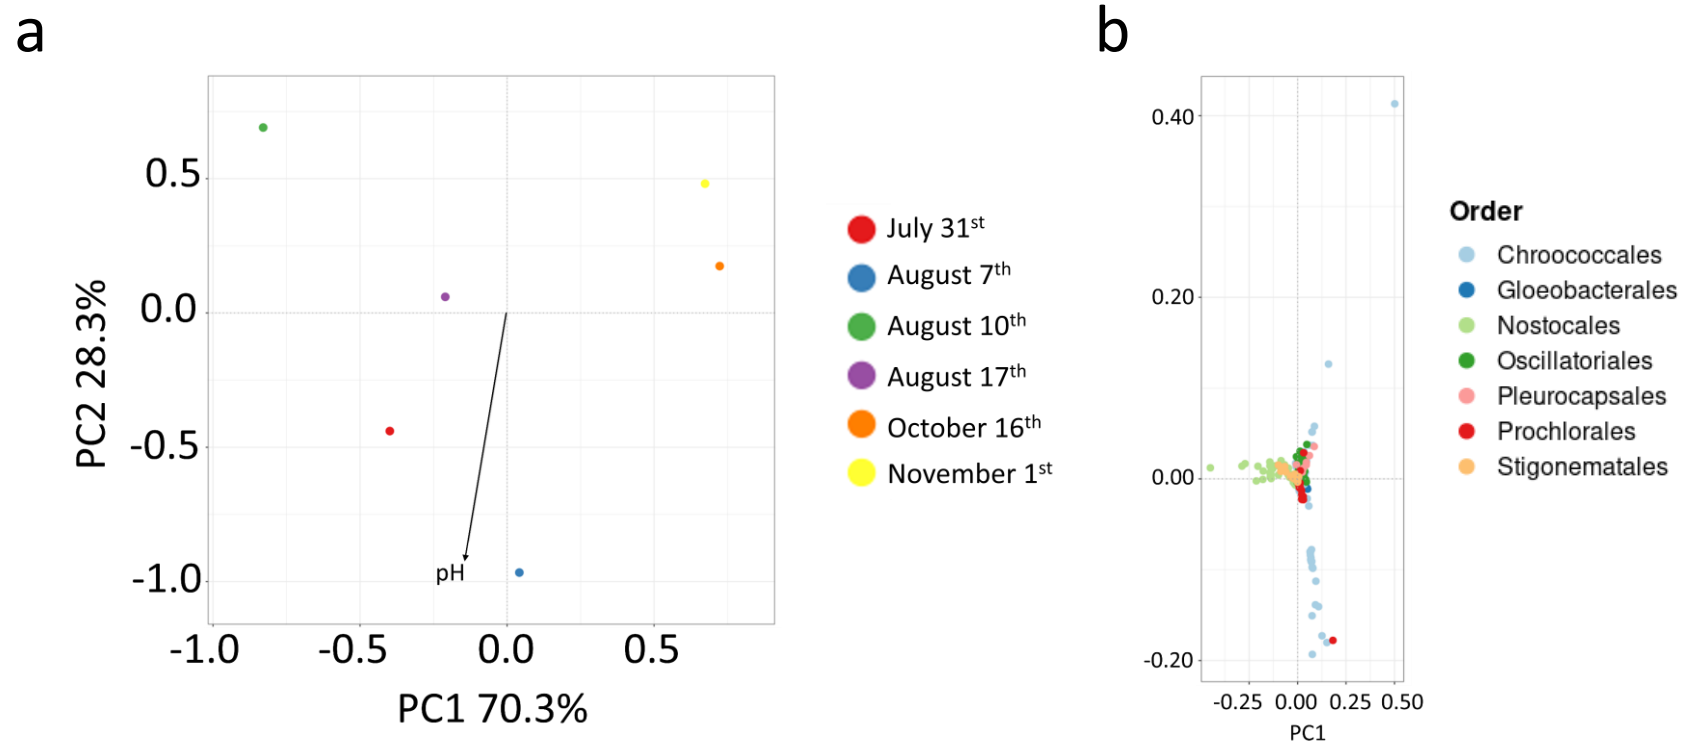 a
0.5
0.0
-0.5
-1.0
PC2 28.3%
pH
-1.0 -0.5 0.0 0.5
PC1 70.3%
July 31st
August 7th
August 10th
August 17th
October 16th
November 1st
b
0.40
0.20
0.00
-0.20
-0.25 0.00 0.25 0.50
PC1
Order
Chroococcales
Gloeobacterales
Nostocales
Oscillatoriales
Pleurocapsales
Prochlorales
Stigonematales